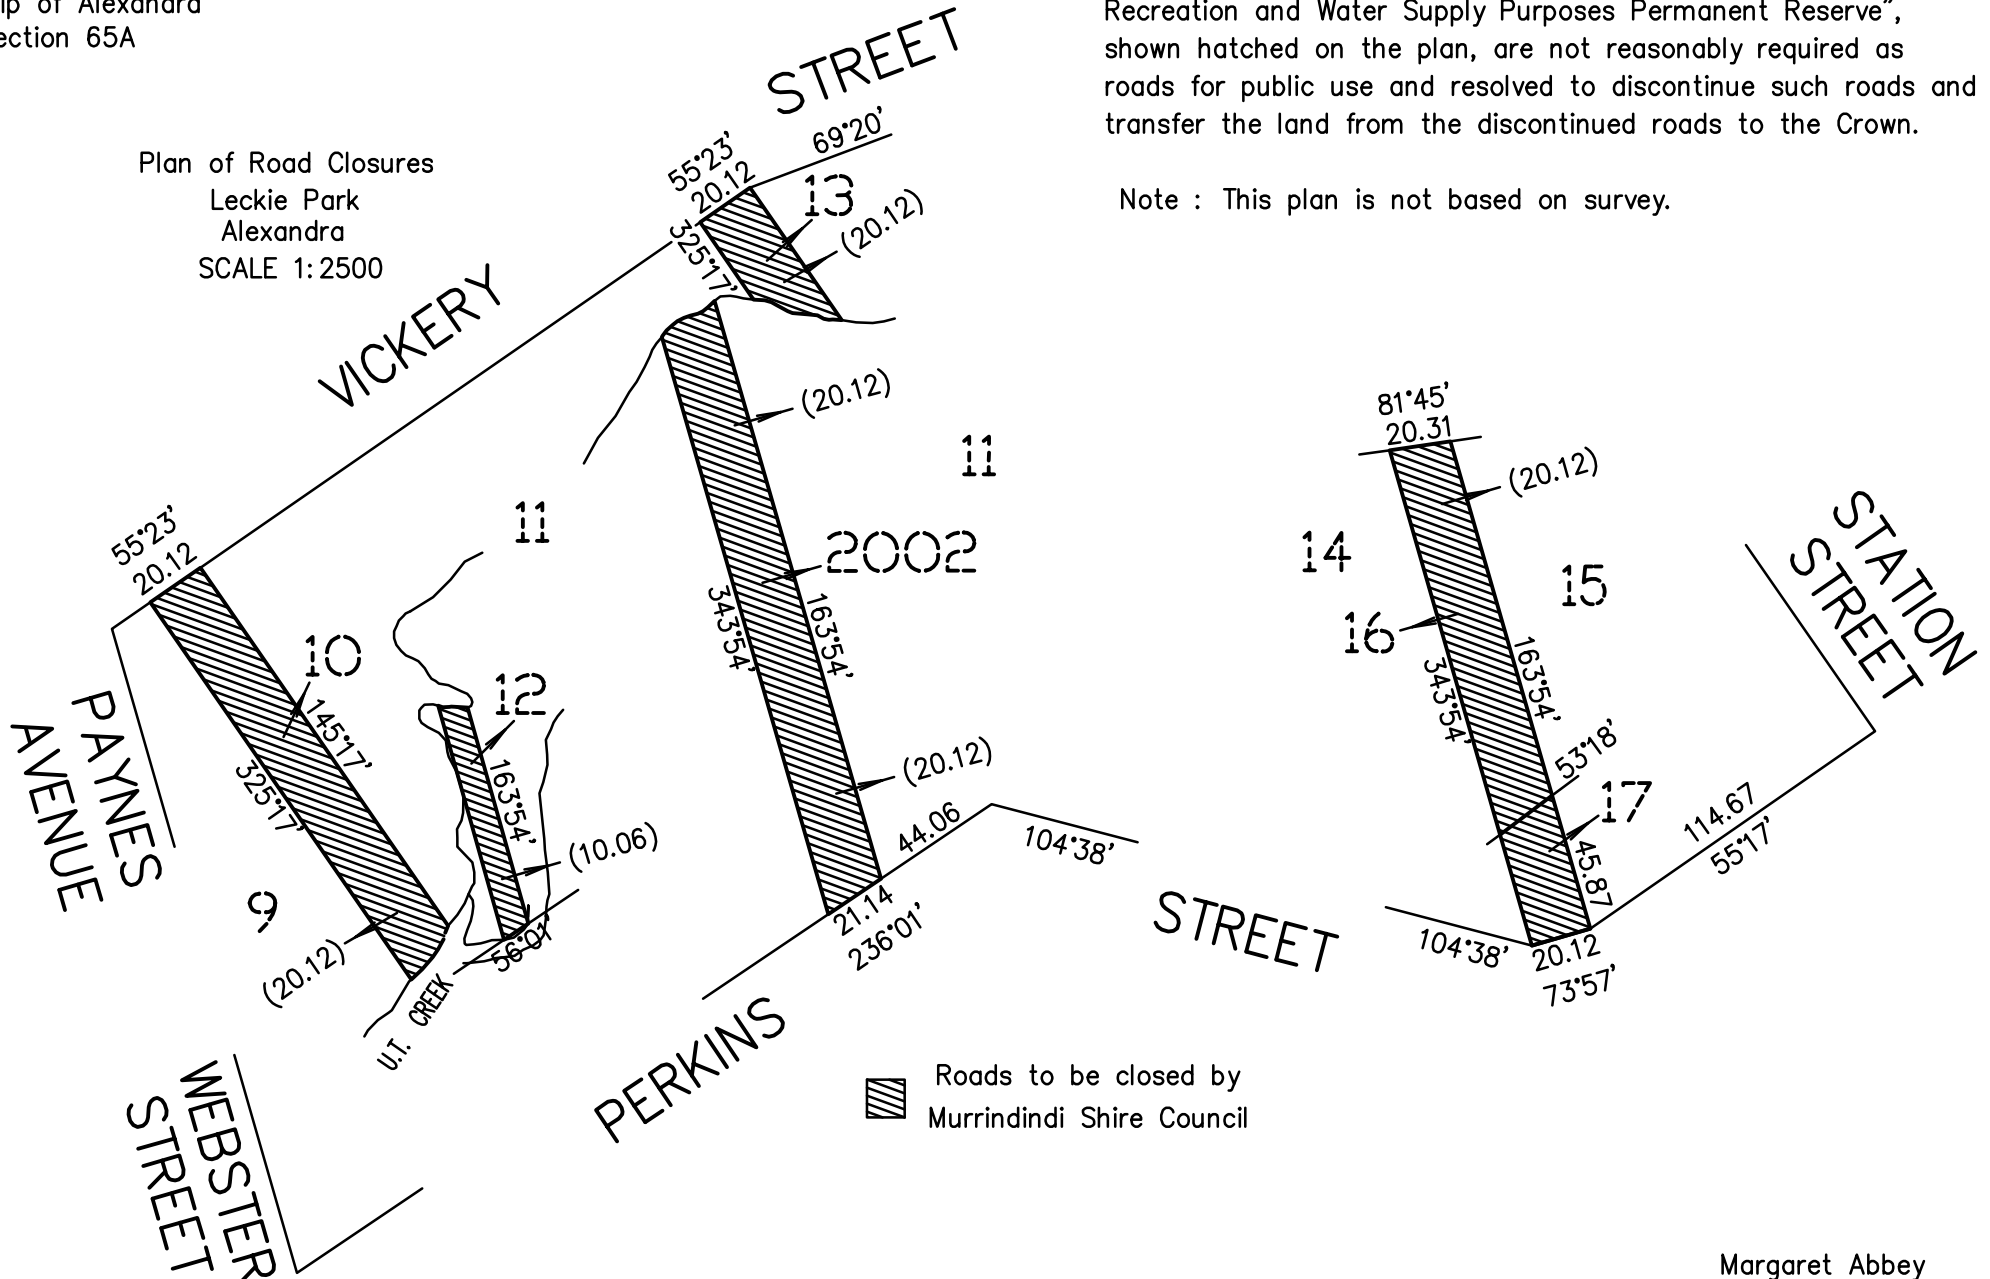 ip of Alexandra
ection 65A
Recreation and Water Supply Purposes Permanent Reserve",
shown hatched on the plan, are not reasonably required as
roads for public use and resolved to discontinue such roads and
transfer the land from the discontinued roads to the Crown.
Note : This plan is not based on survey.
Plan of Road Closures
Leckie Park
Alexandra
SCALE 1:2500
VICKERY
STREET
69°20'
55°23'
20.12
13
(20.12)
325°17'
(20.12)
11
11
2002
343°54'
163°54'
(20.12)
44.06
21.14
236°01'
104°38'
55°23'
20.12
10
145°17'
325°17'
12
163°54'
(10.06)
56°01'
9
(20.12)
U.T. CREEK
PAYNES
AVENUE
WEBSTER
STREET
PERKINS
STREET
81°45'
20.31
(20.12)
14
15
16
163°54'
343°54'
53°18'
17
45.87
114.67
55°17'
104°38'
20.12
73°57'
STATION
STREET
Roads to be closed by
Murrindindi Shire Council
Margaret Abbey